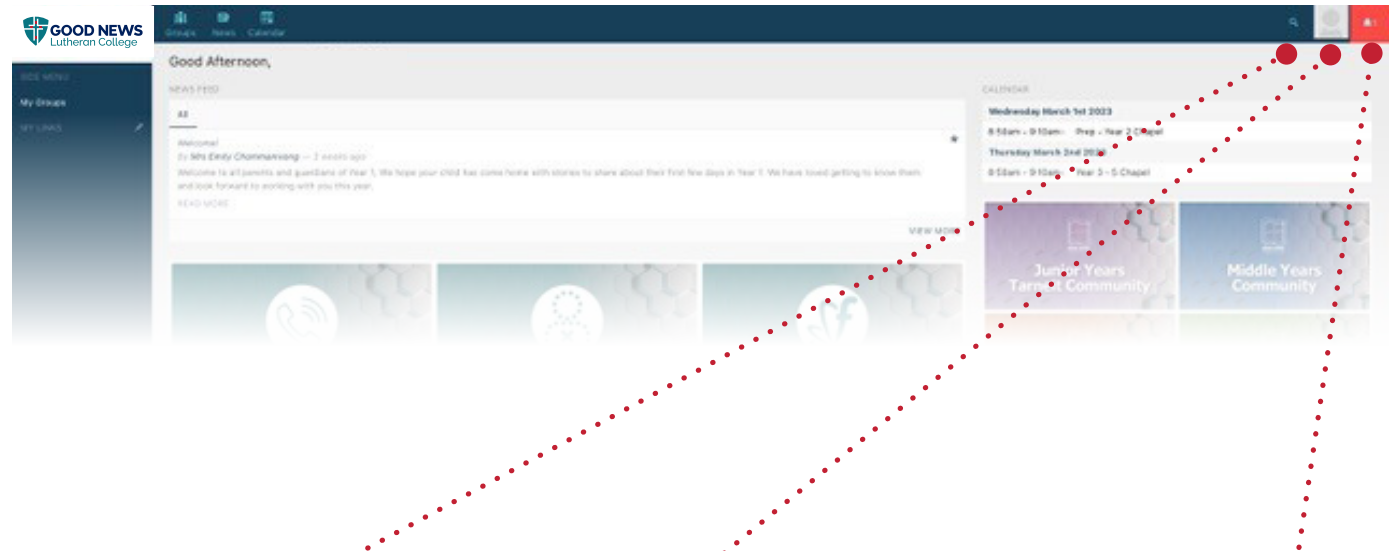 GOOD NEWS
Lutheran College
Groups News Calendar
SIDE MENU
My Groups
MY LINKS
Good Afternoon,
NEWS FEED
All
Welcome!
by Mrs Emily Chommanvong — 3 weeks ago
Welcome to all parents and guardians of Year 1, We hope your child has come home with stories to share about their first few days in Year 1. We have loved getting to know them
and look forward to working with you this year.
READ MORE
VIEW MORE
CALENDAR
Wednesday March 1st 2023
8:50am - 9:10am Prep - Year 2 Chapel
Thursday March 2nd 2023
8:50am - 9:10am Year 3 - 5 Chapel
Junior Years
Tarneit Community
Middle Years
Community